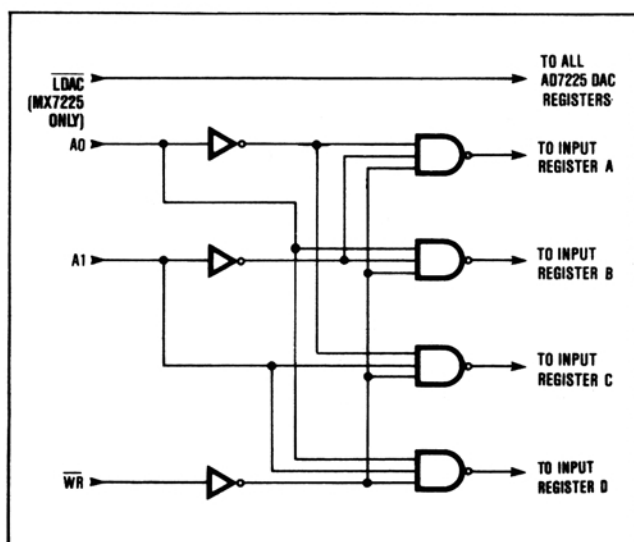 LDAC
(MX7225
ONLY)
TO ALL
AD7225 DAC
REGISTERS
A0
TO INPUT
REGISTER A
A1
TO INPUT
REGISTER B
TO INPUT
REGISTER C
WR
TO INPUT
REGISTER D